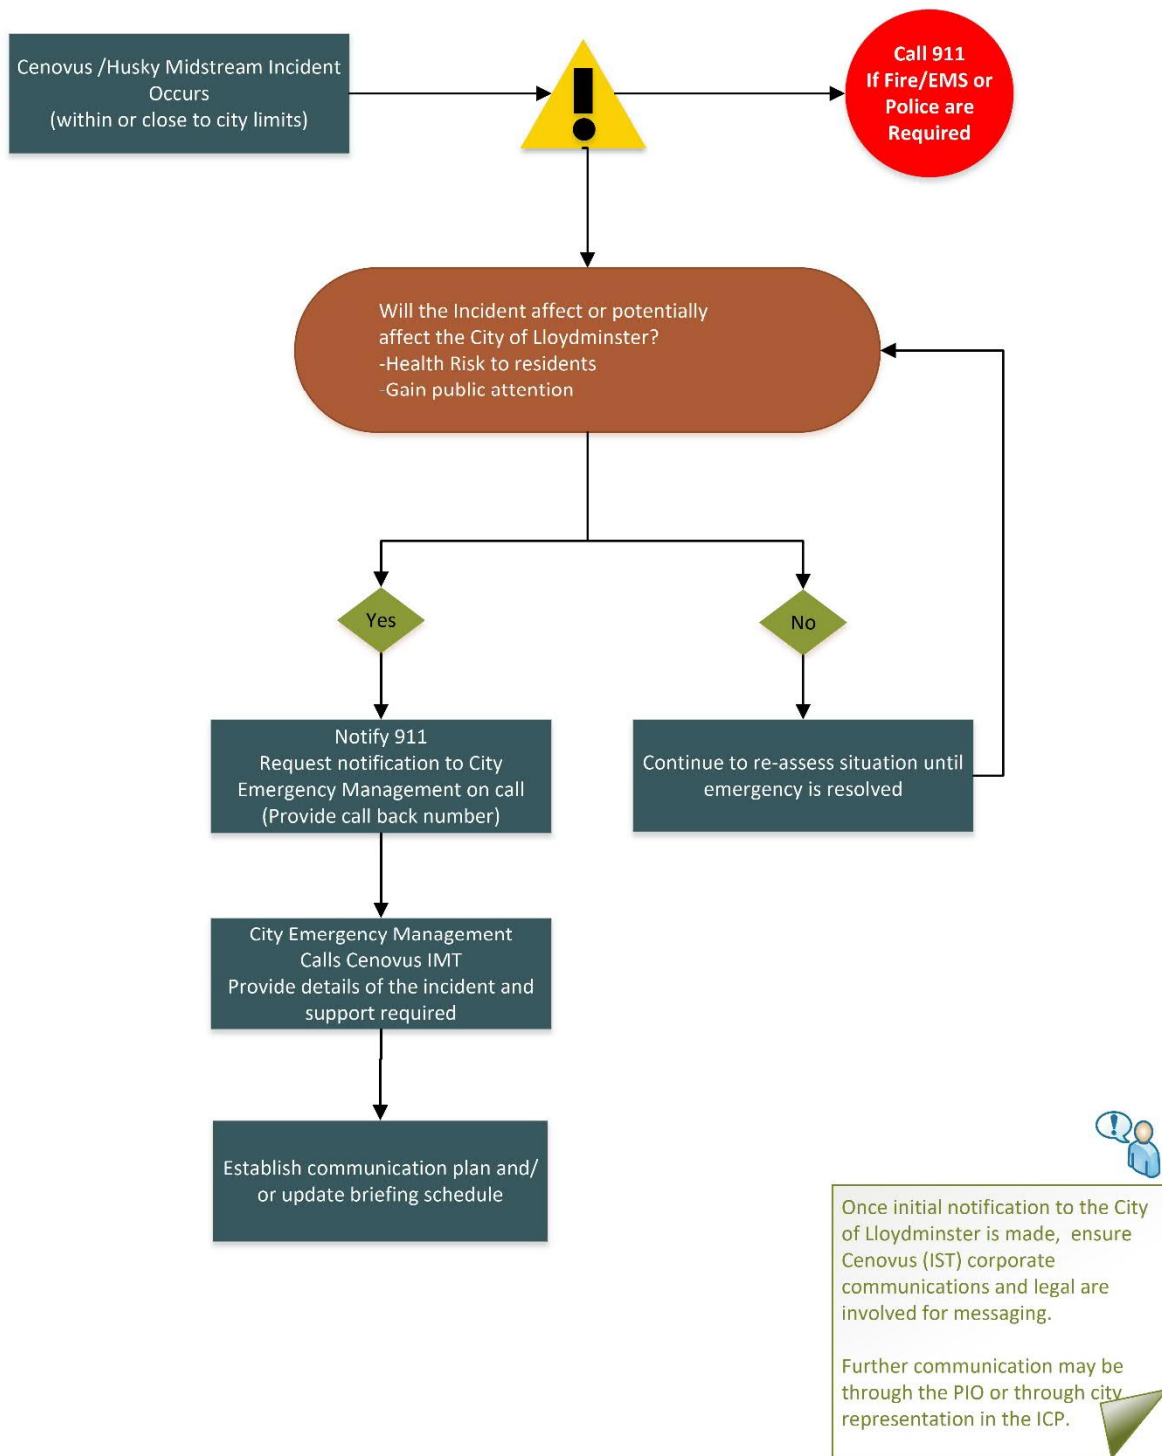 Cenovus /Husky Midstream Incident
Occurs
(within or close to city limits)
!
Call 911
If Fire/EMS or
Police are
Required
Will the Incident affect or potentially
affect the City of Lloydminster?
-Health Risk to residents
-Gain public attention
Yes
No
Notify 911
Request notification to City
Emergency Management on call
(Provide call back number)
Continue to re-assess situation until
emergency is resolved
City Emergency Management
Calls Cenovus IMT
Provide details of the incident and
support required
Establish communication plan and/
or update briefing schedule
!
Once initial notification to the City
of Lloydminster is made, ensure
Cenovus (IST) corporate
communications and legal are
involved for messaging.
Further communication may be
through the PIO or through city
representation in the ICP.